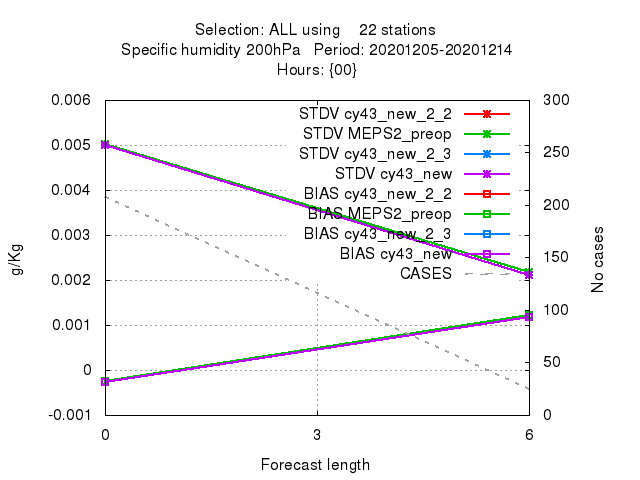 Selection: ALL using 22 stations
Specific humidity 200hPa Period: 20201205-20201214
Hours: {00}
0.006
0.005
0.004
0.003
0.002
0.001
0
-0.001
g/Kg
STDV cy43_new_2_2
STDV MEPS2_preop
STDV cy43_new_2_3
STDV cy43_new
BIAS cy43_new_2_2
BIAS MEPS2_preop
BIAS cy43_new_2_3
BIAS cy43_new
CASES
300
250
200
150
100
50
0
No cases
0 3 6
Forecast length